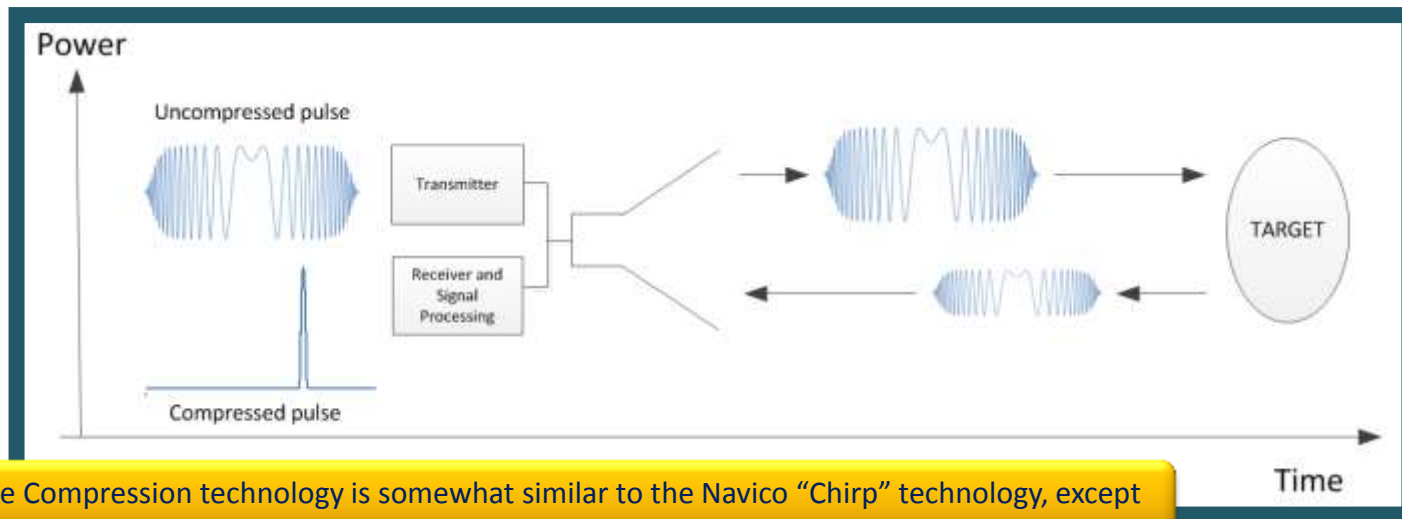 Power
Uncompressed pulse
Transmitter
Receiver and
Signal
Processing
TARGET
Compressed pulse
Time
Compression technology is somewhat similar to the Navico “Chirp” technology, except